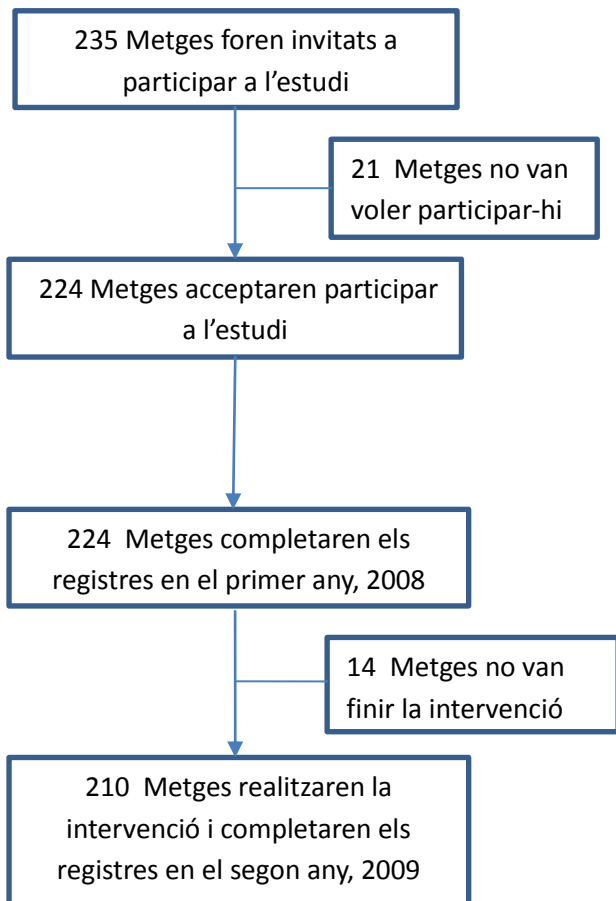 235 Metges foren invitats a
participar a l’estudi
21 Metges no van
voler participar-hi
224 Metges acceptaren participar
a l’estudi
224 Metges completaren els
registres en el primer any, 2008
14 Metges no van
finir la intervenció
210 Metges realitzaren la
intervenció i completaren els
registres en el segon any, 2009